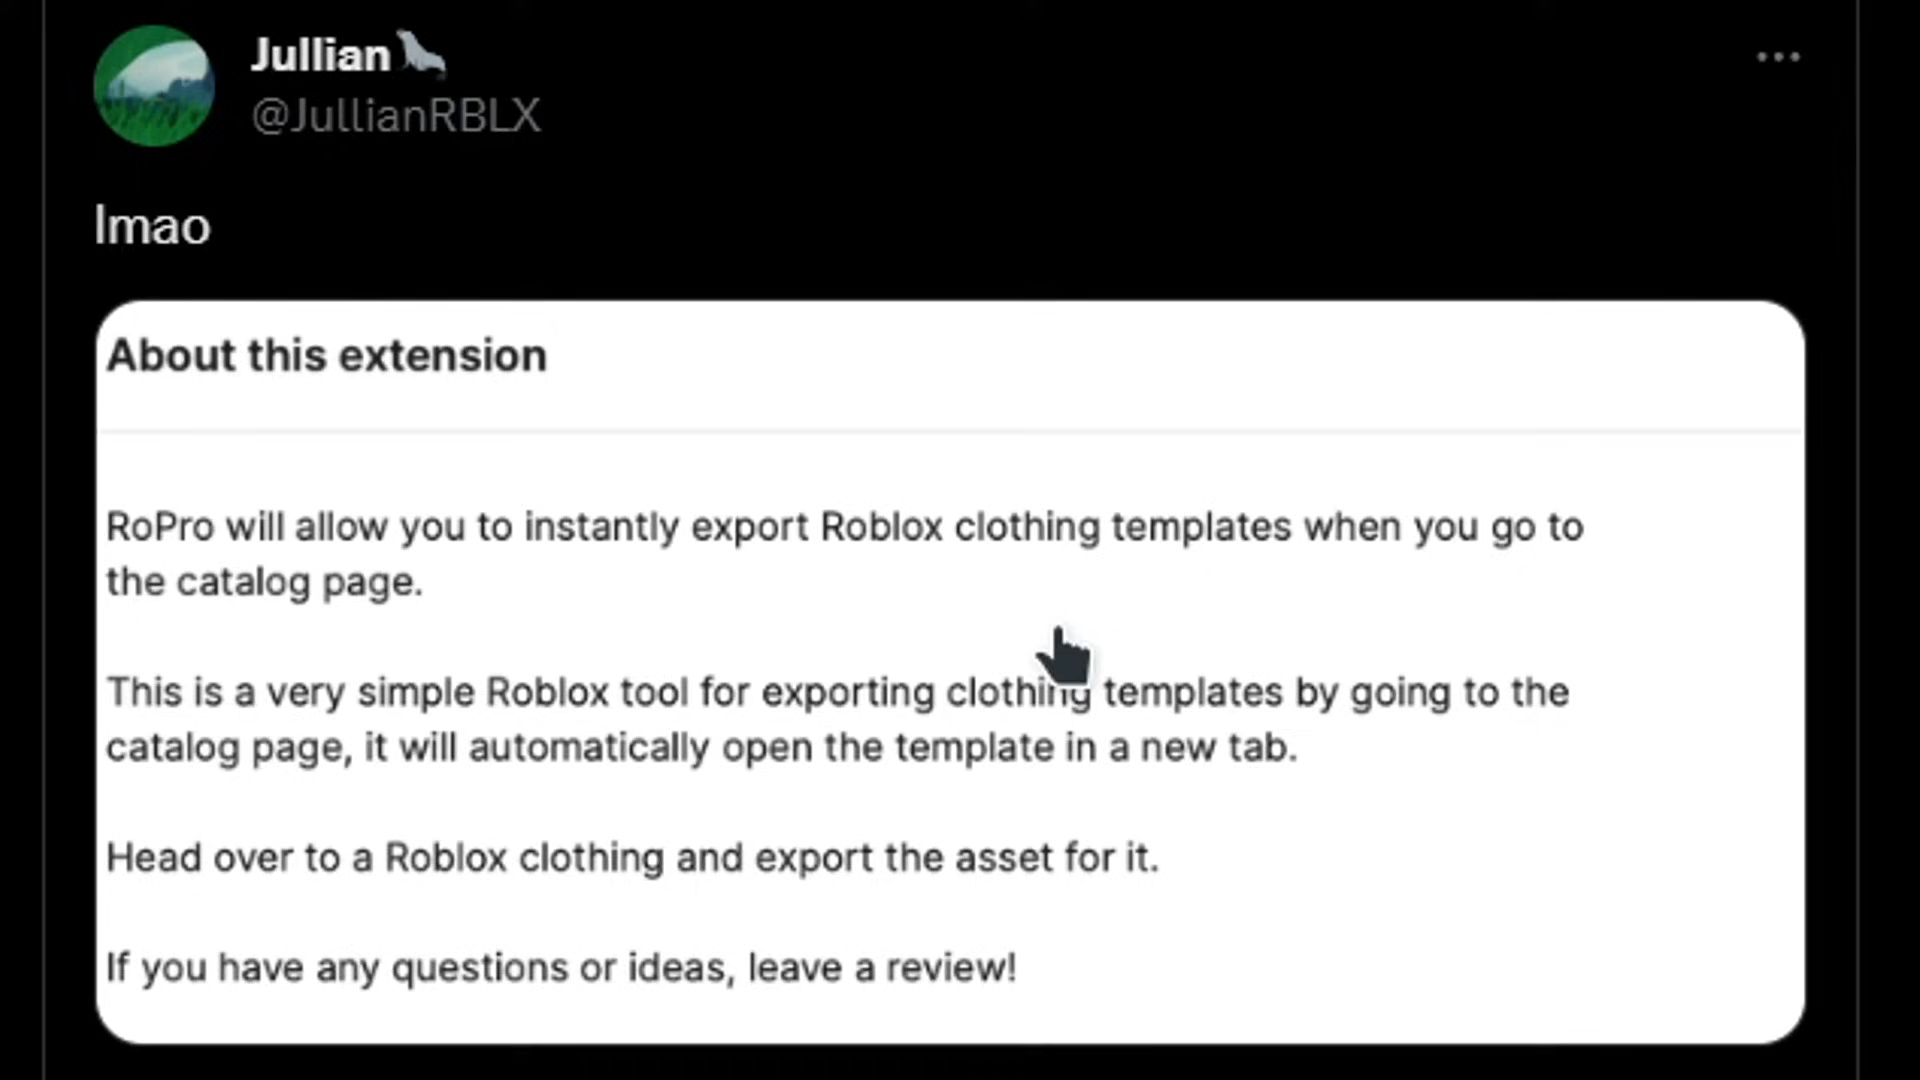 Jullian
@JullianRBLX
lmao
About this extension
RoPro will allow you to instantly export Roblox clothing templates when you go to
the catalog page.
This is a very simple Roblox tool for exporting clothing templates by going to the
catalog page, it will automatically open the template in a new tab.
Head over to a Roblox clothing and export the asset for it.
If you have any questions or ideas, leave a review!